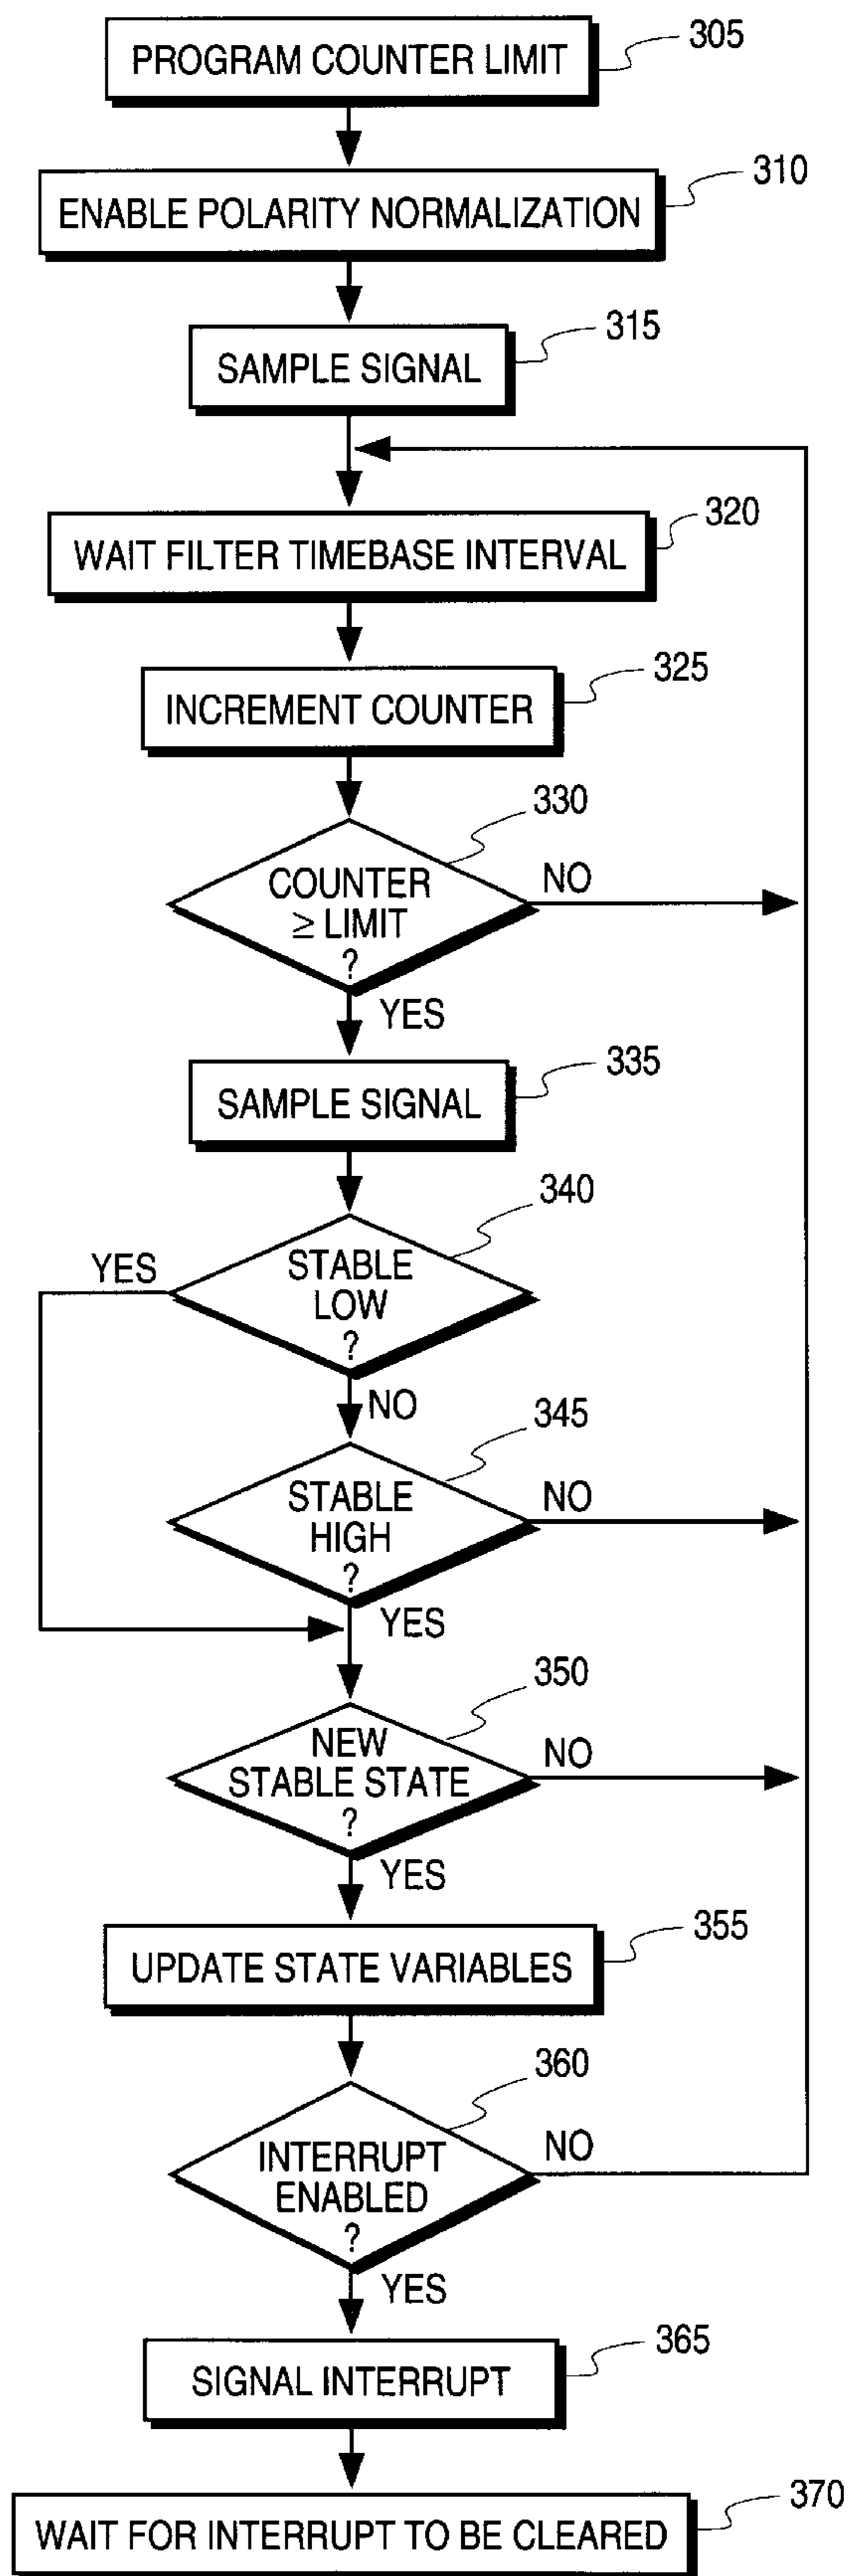 PROGRAM COUNTER LIMIT
305
ENABLE POLARITY NORMALIZATION
310
SAMPLE SIGNAL
315
WAIT FILTER TIMEBASE INTERVAL
320
INCREMENT COUNTER
325
330
COUNTER
≥ LIMIT
?
NO
YES
SAMPLE SIGNAL
335
340
YES
STABLE
LOW
?
NO
345
STABLE
HIGH
?
NO
YES
350
NEW
STABLE STATE
?
NO
YES
UPDATE STATE VARIABLES
355
360
INTERRUPT
ENABLED
?
NO
YES
SIGNAL INTERRUPT
365
WAIT FOR INTERRUPT TO BE CLEARED
370